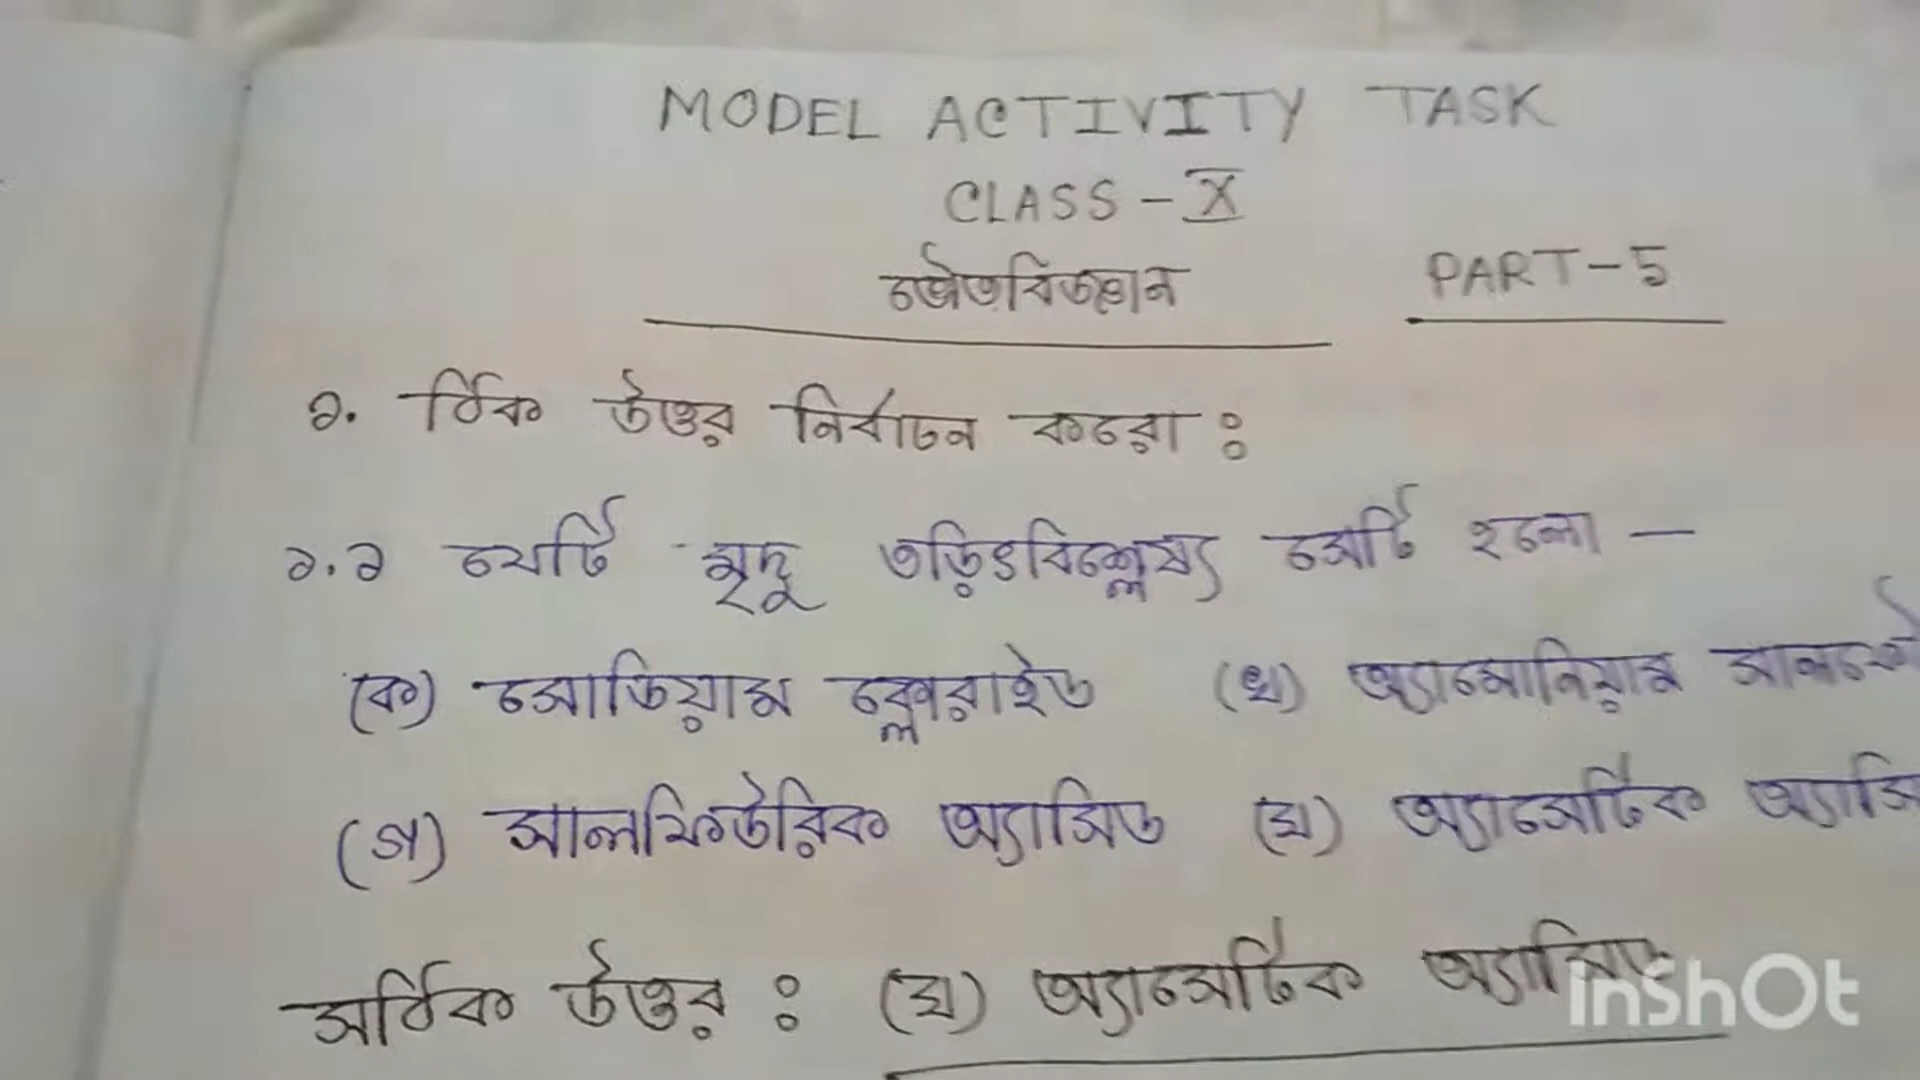 MODEL ACTIVITY TASK
CLASS - X
ভৌতবিজ্ঞান PART-5
১. ঠিক উত্তর নির্বাচন করো :
১.১ যেটি মৃদু তড়িৎবিশ্লেষ্য সেটি হলো —
(ক) সোডিয়াম ক্লোরাইড (খ) অ্যামোনিয়াম
(গ) সালফিউরিক অ্যাসিড (ঘ) অ্যাসেটিক
সঠিক উত্তর : (ঘ) অ্যাসেটিক অ্যাসিড
InShOt